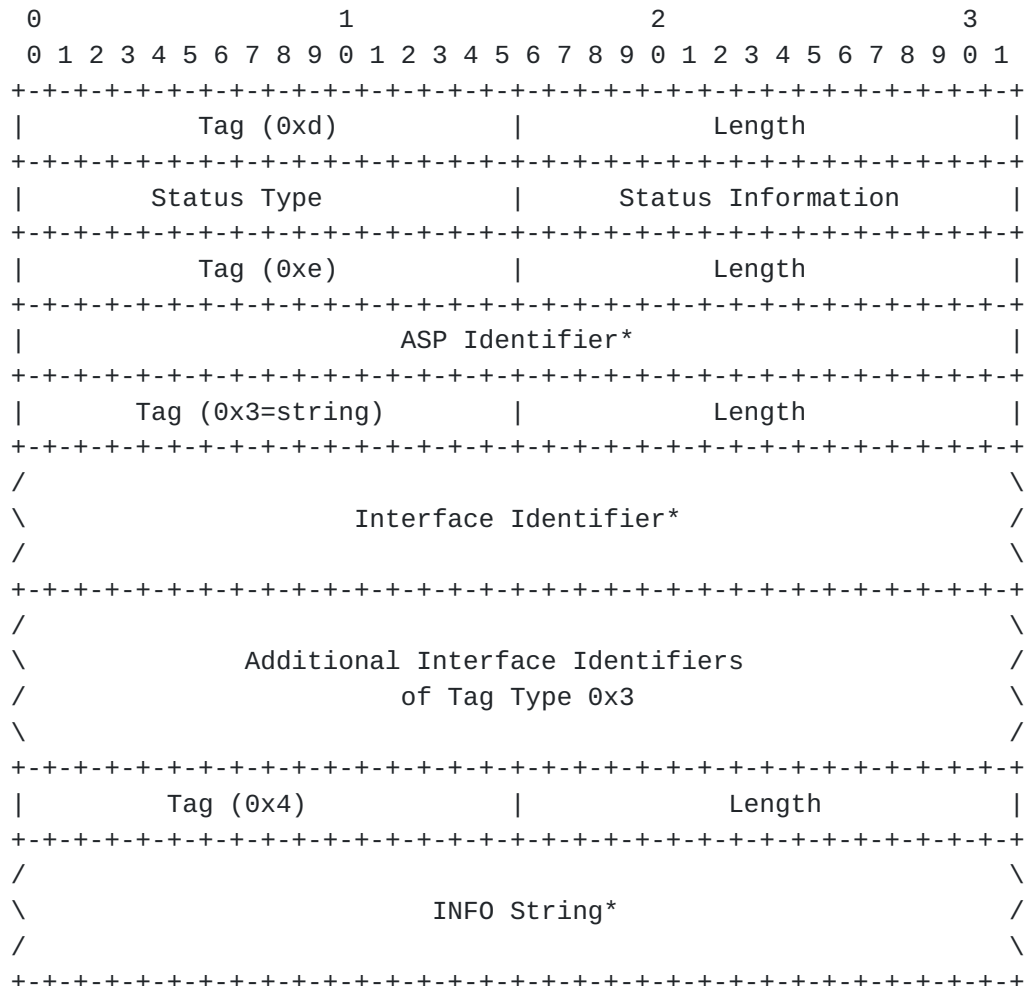 0                   1                   2                   3
 0 1 2 3 4 5 6 7 8 9 0 1 2 3 4 5 6 7 8 9 0 1 2 3 4 5 6 7 8 9 0 1
+-+-+-+-+-+-+-+-+-+-+-+-+-+-+-+-+-+-+-+-+-+-+-+-+-+-+-+-+-+-+-+-+
|           Tag (0xd)           |            Length             |
+-+-+-+-+-+-+-+-+-+-+-+-+-+-+-+-+-+-+-+-+-+-+-+-+-+-+-+-+-+-+-+-+
|        Status Type            |      Status Information       |
+-+-+-+-+-+-+-+-+-+-+-+-+-+-+-+-+-+-+-+-+-+-+-+-+-+-+-+-+-+-+-+-+
|           Tag (0xe)           |            Length             |
+-+-+-+-+-+-+-+-+-+-+-+-+-+-+-+-+-+-+-+-+-+-+-+-+-+-+-+-+-+-+-+-+
|                        ASP Identifier*                        |
+-+-+-+-+-+-+-+-+-+-+-+-+-+-+-+-+-+-+-+-+-+-+-+-+-+-+-+-+-+-+-+-+
|       Tag (0x3=string)        |            Length             |
+-+-+-+-+-+-+-+-+-+-+-+-+-+-+-+-+-+-+-+-+-+-+-+-+-+-+-+-+-+-+-+-+
/                                                               \
\                     Interface Identifier*                     /
/                                                               \
+-+-+-+-+-+-+-+-+-+-+-+-+-+-+-+-+-+-+-+-+-+-+-+-+-+-+-+-+-+-+-+-+
/                                                               \
\              Additional Interface Identifiers                 /
/                        of Tag Type 0x3                        \
\                                                               /
+-+-+-+-+-+-+-+-+-+-+-+-+-+-+-+-+-+-+-+-+-+-+-+-+-+-+-+-+-+-+-+-+
|         Tag (0x4)             |             Length            |
+-+-+-+-+-+-+-+-+-+-+-+-+-+-+-+-+-+-+-+-+-+-+-+-+-+-+-+-+-+-+-+-+
/                                                               \
\                          INFO String*                         /
/                                                               \
+-+-+-+-+-+-+-+-+-+-+-+-+-+-+-+-+-+-+-+-+-+-+-+-+-+-+-+-+-+-+-+-+